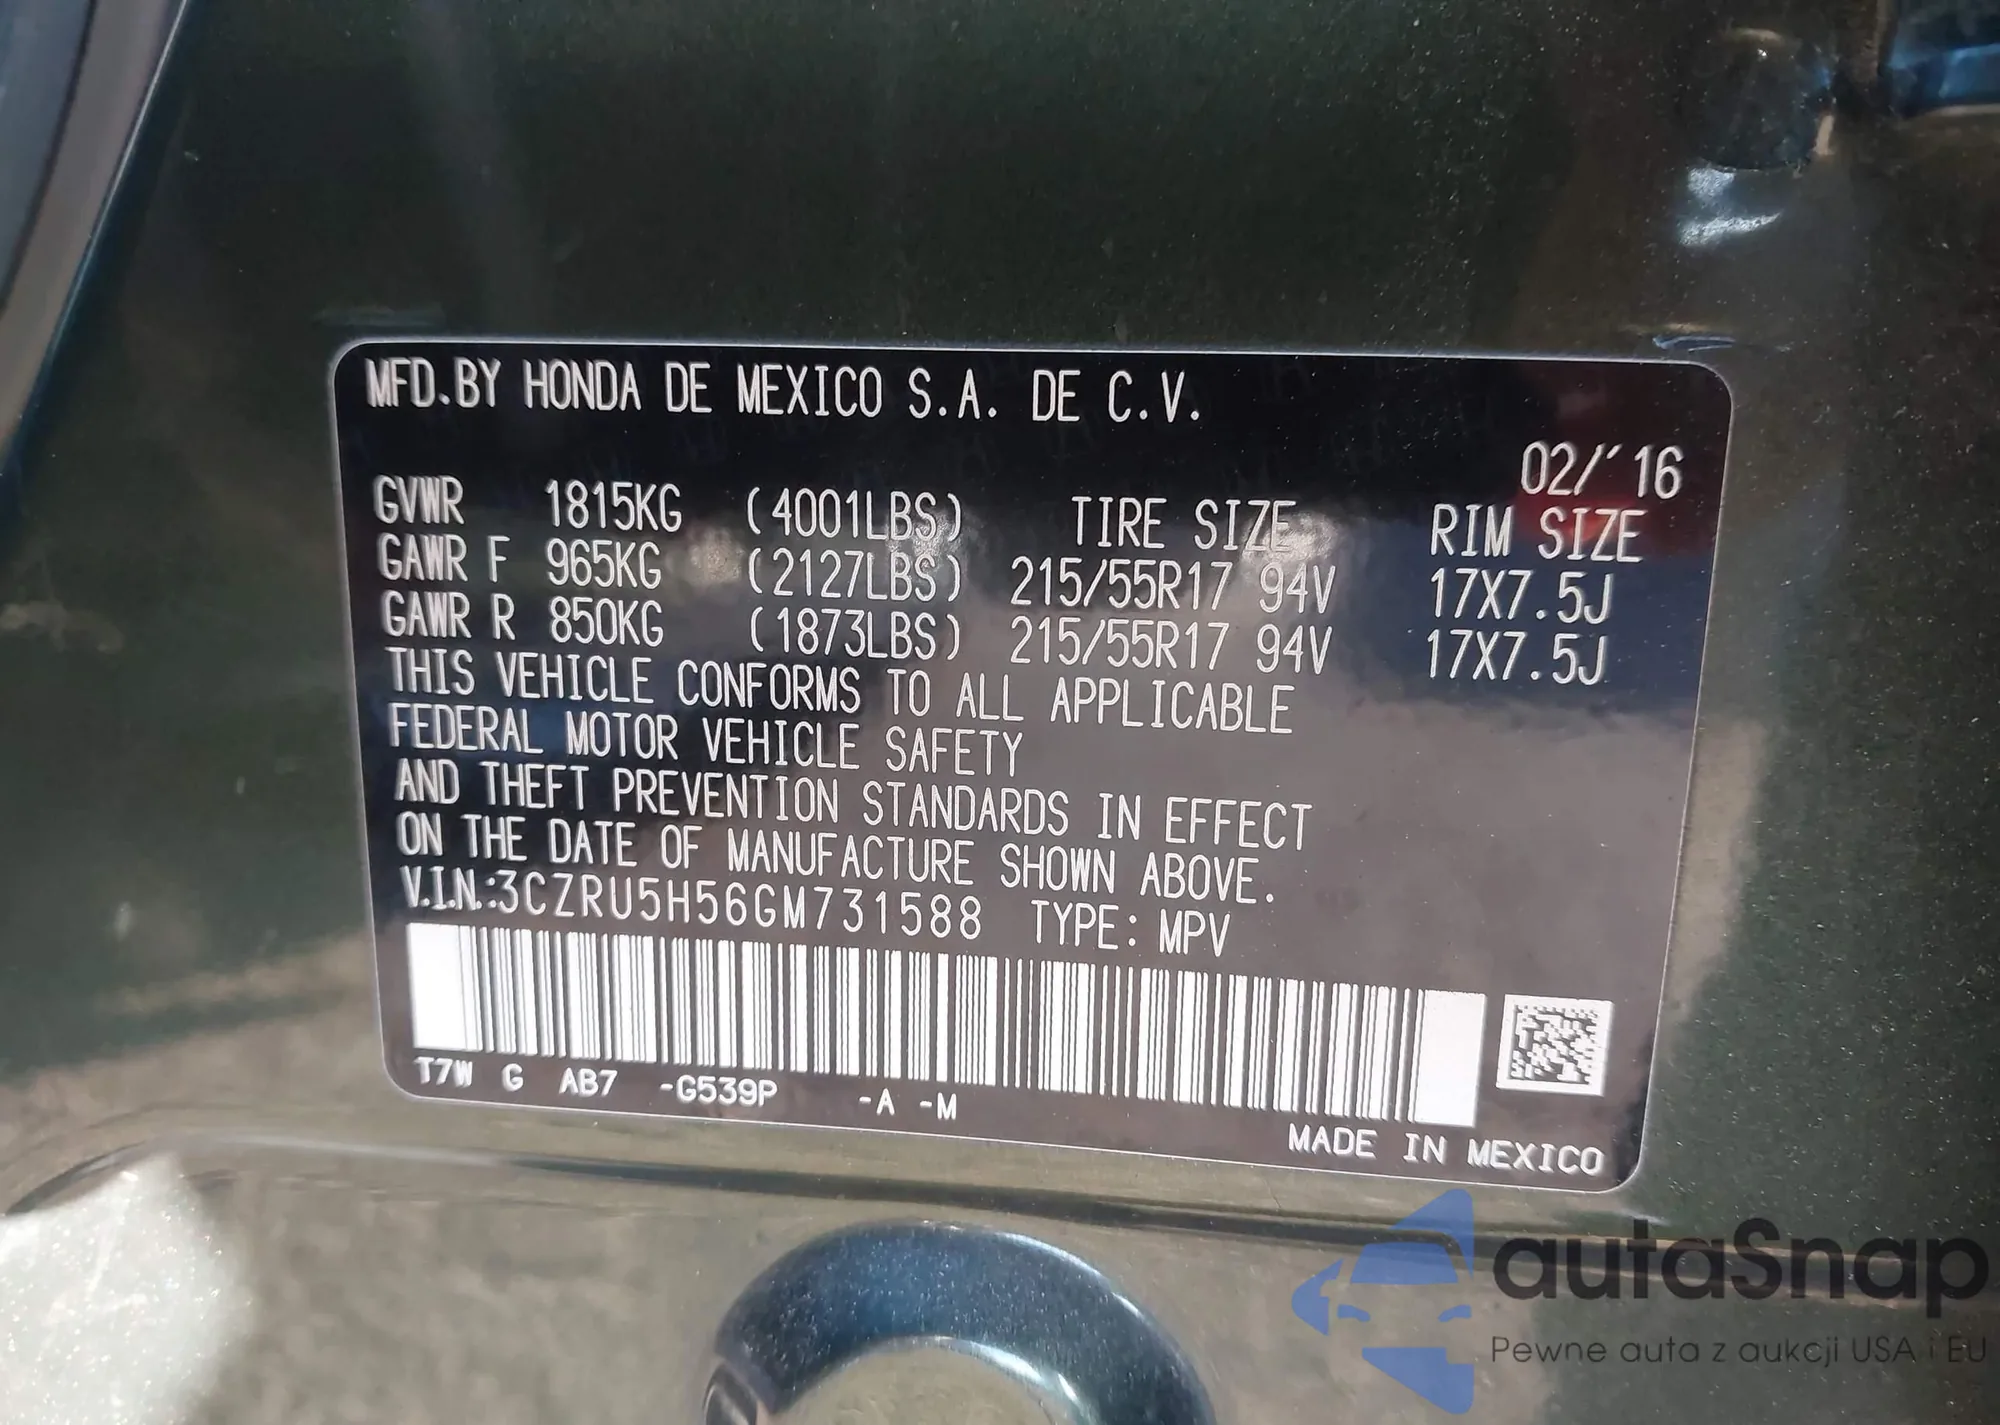 MFD.BY HONDA DE MEXICO S.A. DE C.V.
02/'16
GVWR 1815KG (4001LBS) TIRE SIZE RIM SIZE
GAWR F 965KG (2127LBS) 215/55R17 94V 17X7.5J
GAWR R 850KG (1873LBS) 215/55R17 94V 17X7.5J
THIS VEHICLE CONFORMS TO ALL APPLICABLE
FEDERAL MOTOR VEHICLE SAFETY
AND THEFT PREVENTION STANDARDS IN EFFECT
ON THE DATE OF MANUFACTURE SHOWN ABOVE.
V.I.N.:3CZRU5H56GM731588 TYPE: MPV
T7W G AB7 -G539P -A -M
MADE IN MEXICO
autaSnap
Pewne auta z aukcji USA i EU